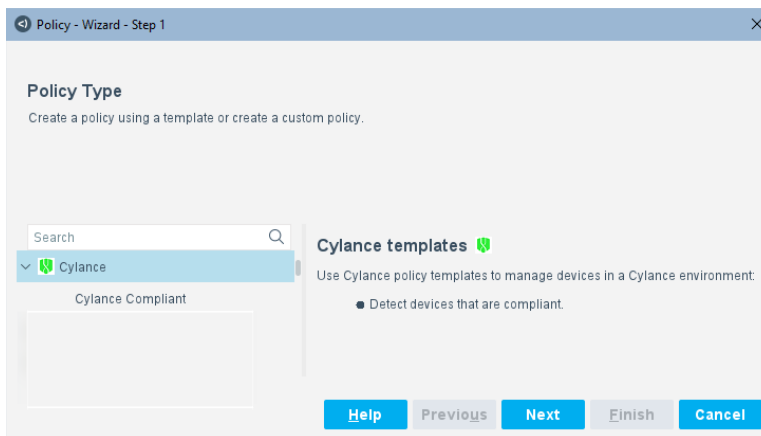 Policy - Wizard - Step 1
Policy Type
Create a policy using a template or create a custom policy.
Search
Cylance
Cylance Compliant
Cylance templates
Use Cylance policy templates to manage devices in a Cylance environment:
Detect devices that are compliant.
Help Previous Next Finish Cancel